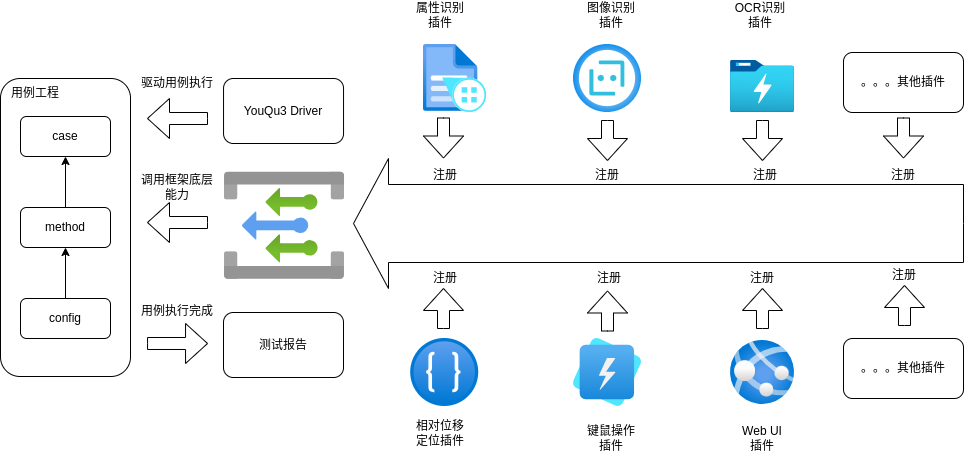 属性识别
插件
图像识别
插件
OCR识别
插件
。。。其他插件
注册
注册
注册
注册
用例工程
case
method
config
驱动用例执行
YouQu3 Driver
调用框架底层
能力
用例执行完成
测试报告
注册
注册
注册
注册
相对位移
定位插件
键鼠操作
插件
Web UI
插件
。。。其他插件